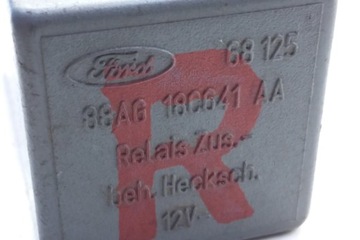 Ford 68 125
88AG 18C641 AA
Relais Zus.-
beh. Hecksch.
12V
R